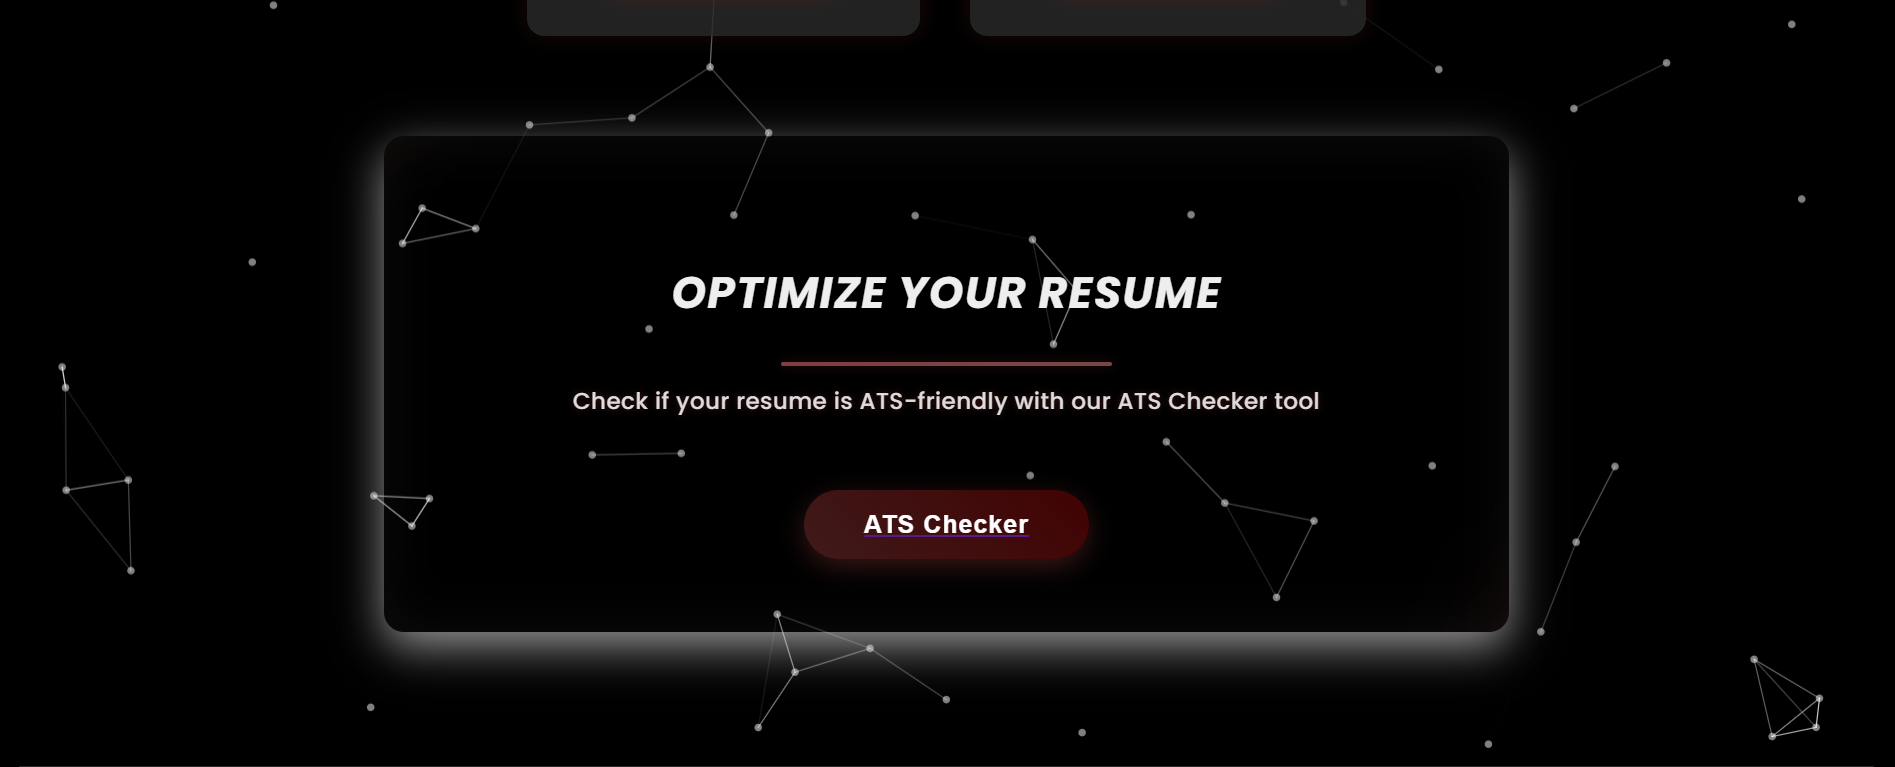 OPTIMIZE YOUR RESUME
Check if your resume is ATS-friendly with our ATS Checker tool
ATS Checker